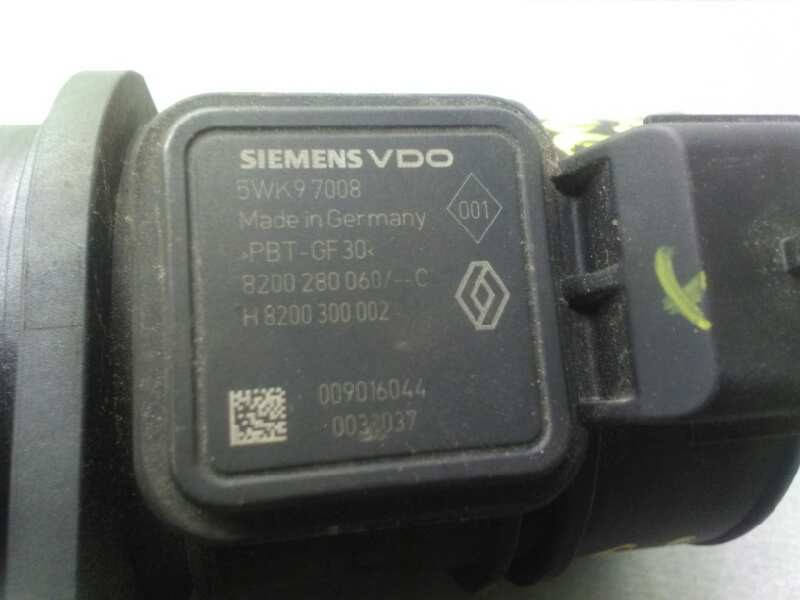 SIEMENS VDO
5WK9 7008
Made in Germany
001
>PBT-GF30<
8200 280 060/--C
H 8200 300 002
009016044
0032037